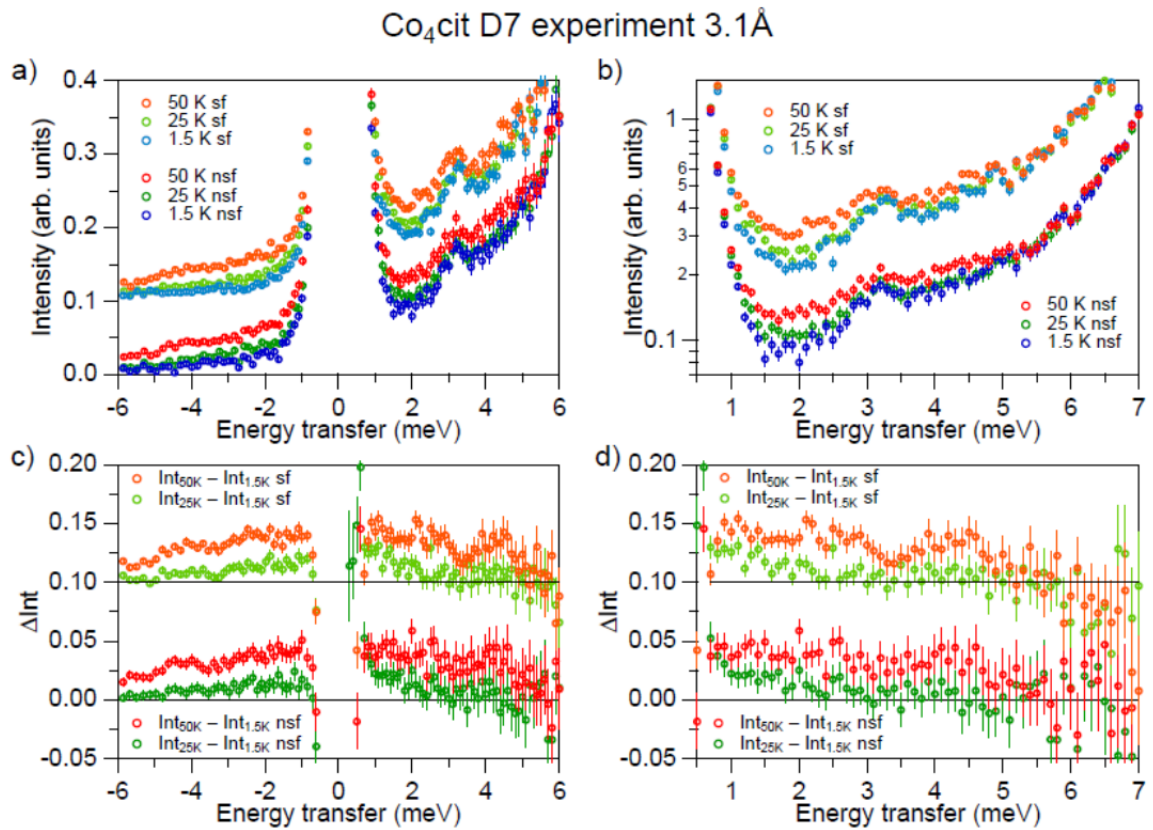 Co₄cit D7 experiment 3.1Å
a)
0.4
0.3
0.2
0.1
0.0
Intensity (arb. units)
50 K sf
25 K sf
1.5 K sf
50 K nsf
25 K nsf
1.5 K nsf
-6 -4 -2 0 2 4 6
Energy transfer (meV)
b)
1
6
5
4
3
2
0.1
Intensity (arb. units)
50 K sf
25 K sf
1.5 K sf
50 K nsf
25 K nsf
1.5 K nsf
1 2 3 4 5 6 7
Energy transfer (meV)
c)
0.20
0.15
0.10
0.05
0.00
-0.05
ΔInt
Int50K – Int1.5K sf
Int25K – Int1.5K sf
Int50K – Int1.5K nsf
Int25K – Int1.5K nsf
-6 -4 -2 0 2 4 6
Energy transfer (meV)
d)
0.20
0.15
0.10
0.05
0.00
-0.05
ΔInt
Int50K – Int1.5K sf
Int25K – Int1.5K sf
Int50K – Int1.5K nsf
Int25K – Int1.5K nsf
1 2 3 4 5 6 7
Energy transfer (meV)